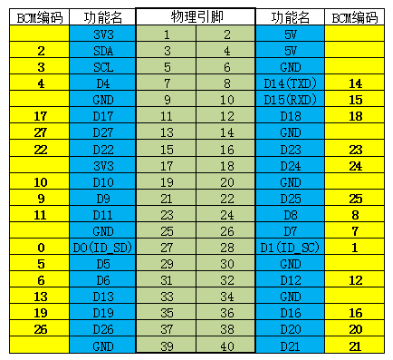 BCM编码 功能名 物理引脚 功能名 BCM编码
3V3 1 2 5V
2 SDA 3 4 5V
3 SCL 5 6 GND
4 D4 7 8 D14(TXD) 14
GND 9 10 D15(RXD) 15
17 D17 11 12 D18 18
27 D27 13 14 GND
22 D22 15 16 D23 23
3V3 17 18 D24 24
10 D10 19 20 GND
9 D9 21 22 D25 25
11 D11 23 24 D8 8
GND 25 26 D7 7
0 D0(ID_SD) 27 28 D1(ID_SC) 1
5 D5 29 30 GND
6 D6 31 32 D12 12
13 D13 33 34 GND
19 D19 35 36 D16 16
26 D26 37 38 D20 20
GND 39 40 D21 21